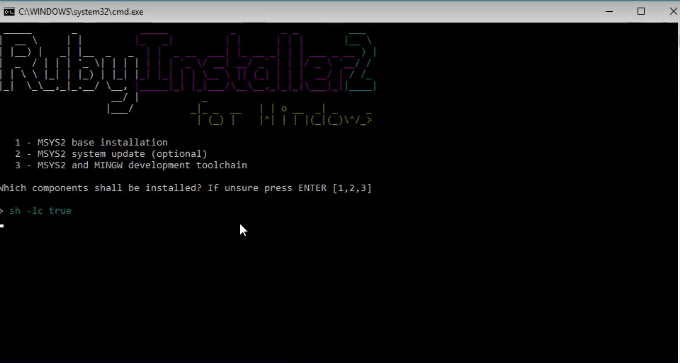 C:\WINDOWS\system32\cmd.exe
RubyInstaller2
for Windows
1 - MSYS2 base installation
2 - MSYS2 system update (optional)
3 - MSYS2 and MINGW development toolchain
Which components shall be installed? If unsure press ENTER [1,2,3]
> sh -lc true